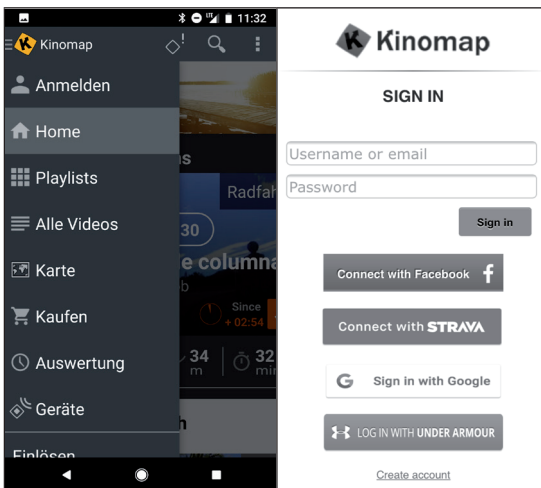 11:32
Kinomap
Anmelden
Home
Playlists
Alle Videos
Karte
Kaufen
Auswertung
Geräte
Einlösen
Radfah
30
e columna
Since
+ 02:54
34
m
32
min
Kinomap
SIGN IN
Username or email
Password
Sign in
Connect with Facebook
Connect with STRAVA
Sign in with Google
LOG IN WITH UNDER ARMOUR
Create account